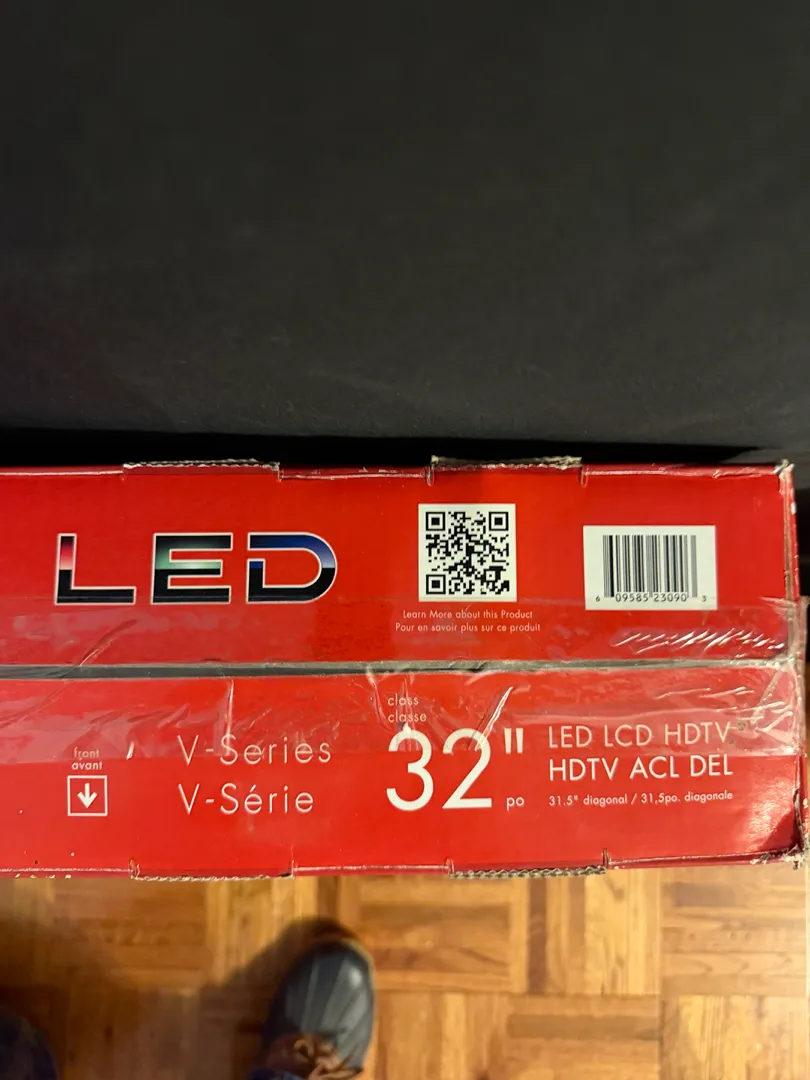 LED
Learn More about this Product
Pour en savoir plus sur ce produit
6 09585 23090 3
front
avant
V-Series
V-Série
class
classe
32"
po
LED LCD HDTV
HDTV ACL DEL
31.5" diagonal / 31,5po. diagonale